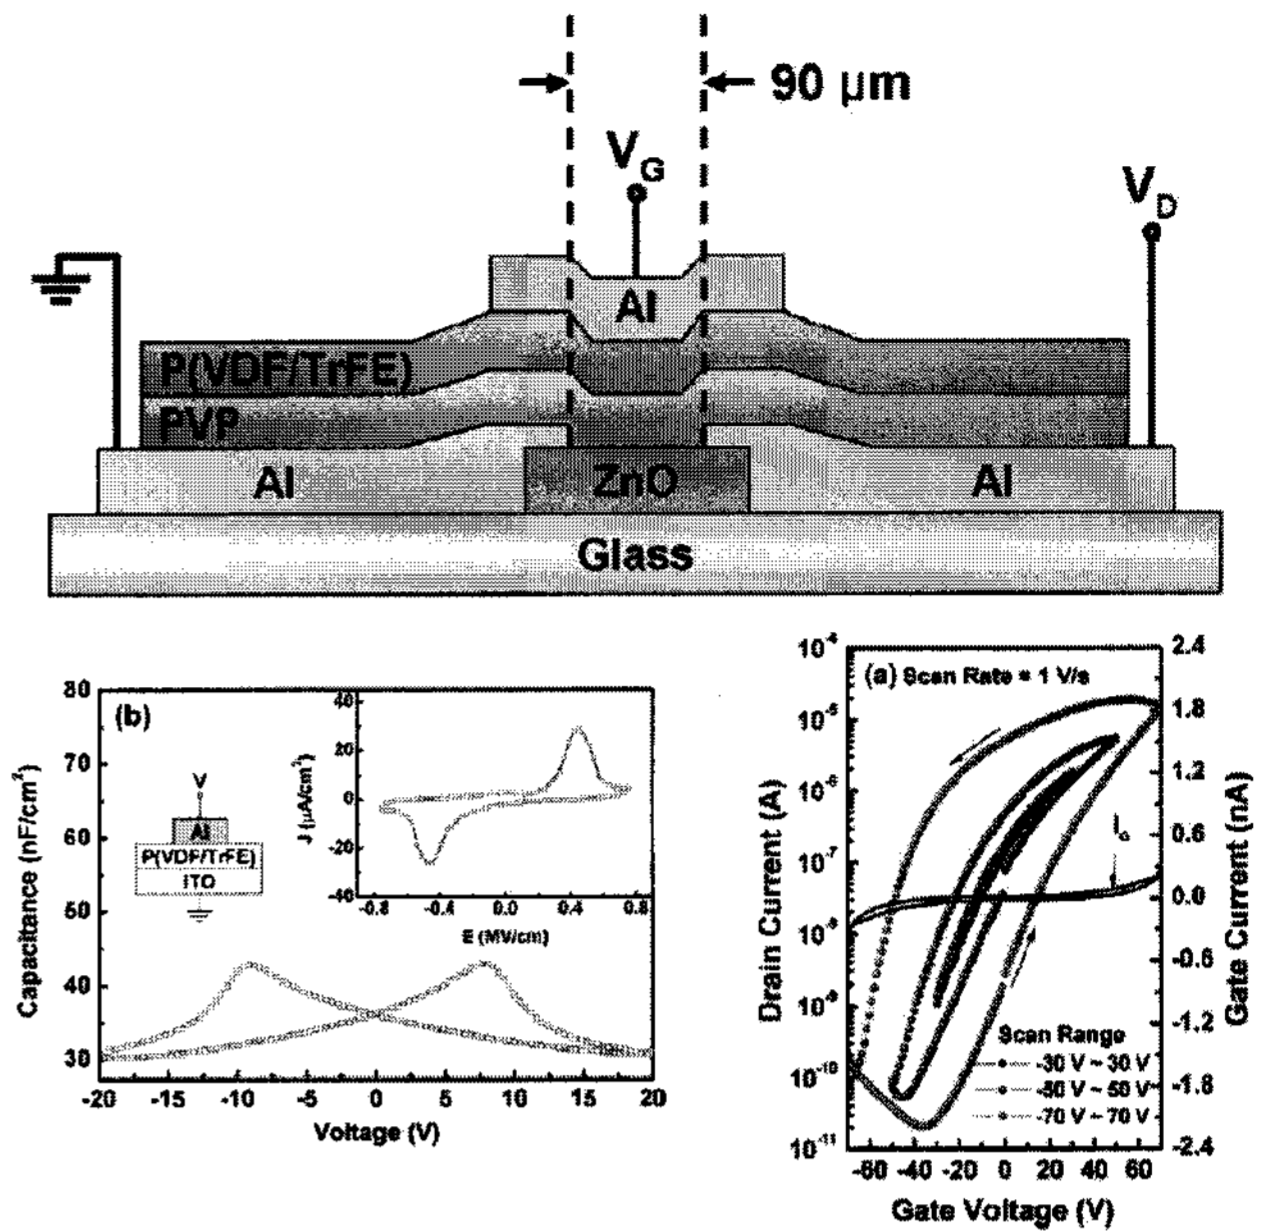 90 μm
V_G
V_D
Al
P(VDF/TrFE)
PVP
Al
ZnO
Al
Glass
(b)
Capacitance (nF/cm²)
80
70
60
50
40
30
-20
-15
-10
-5
0
5
10
15
20
Voltage (V)
V
Al
P(VDF/TrFE)
ITO
J (μA/cm²)
40
20
0
-20
-40
-0.8
-0.4
0.0
0.4
0.8
E (MV/cm)
(a) Scan Rate = 1 V/s
Drain Current (A)
10⁻⁴
10⁻⁵
10⁻⁶
10⁻⁷
10⁻⁸
10⁻⁹
10⁻¹⁰
10⁻¹¹
-60 -40 -20 0 20 40 60
Gate Voltage (V)
2.4
1.8
1.2
0.6
0.0
-0.6
-1.2
-1.8
-2.4
Gate Current (nA)
I_G
Scan Range
-30 V ~ 30 V
-50 V ~ 50 V
-70 V ~ 70 V